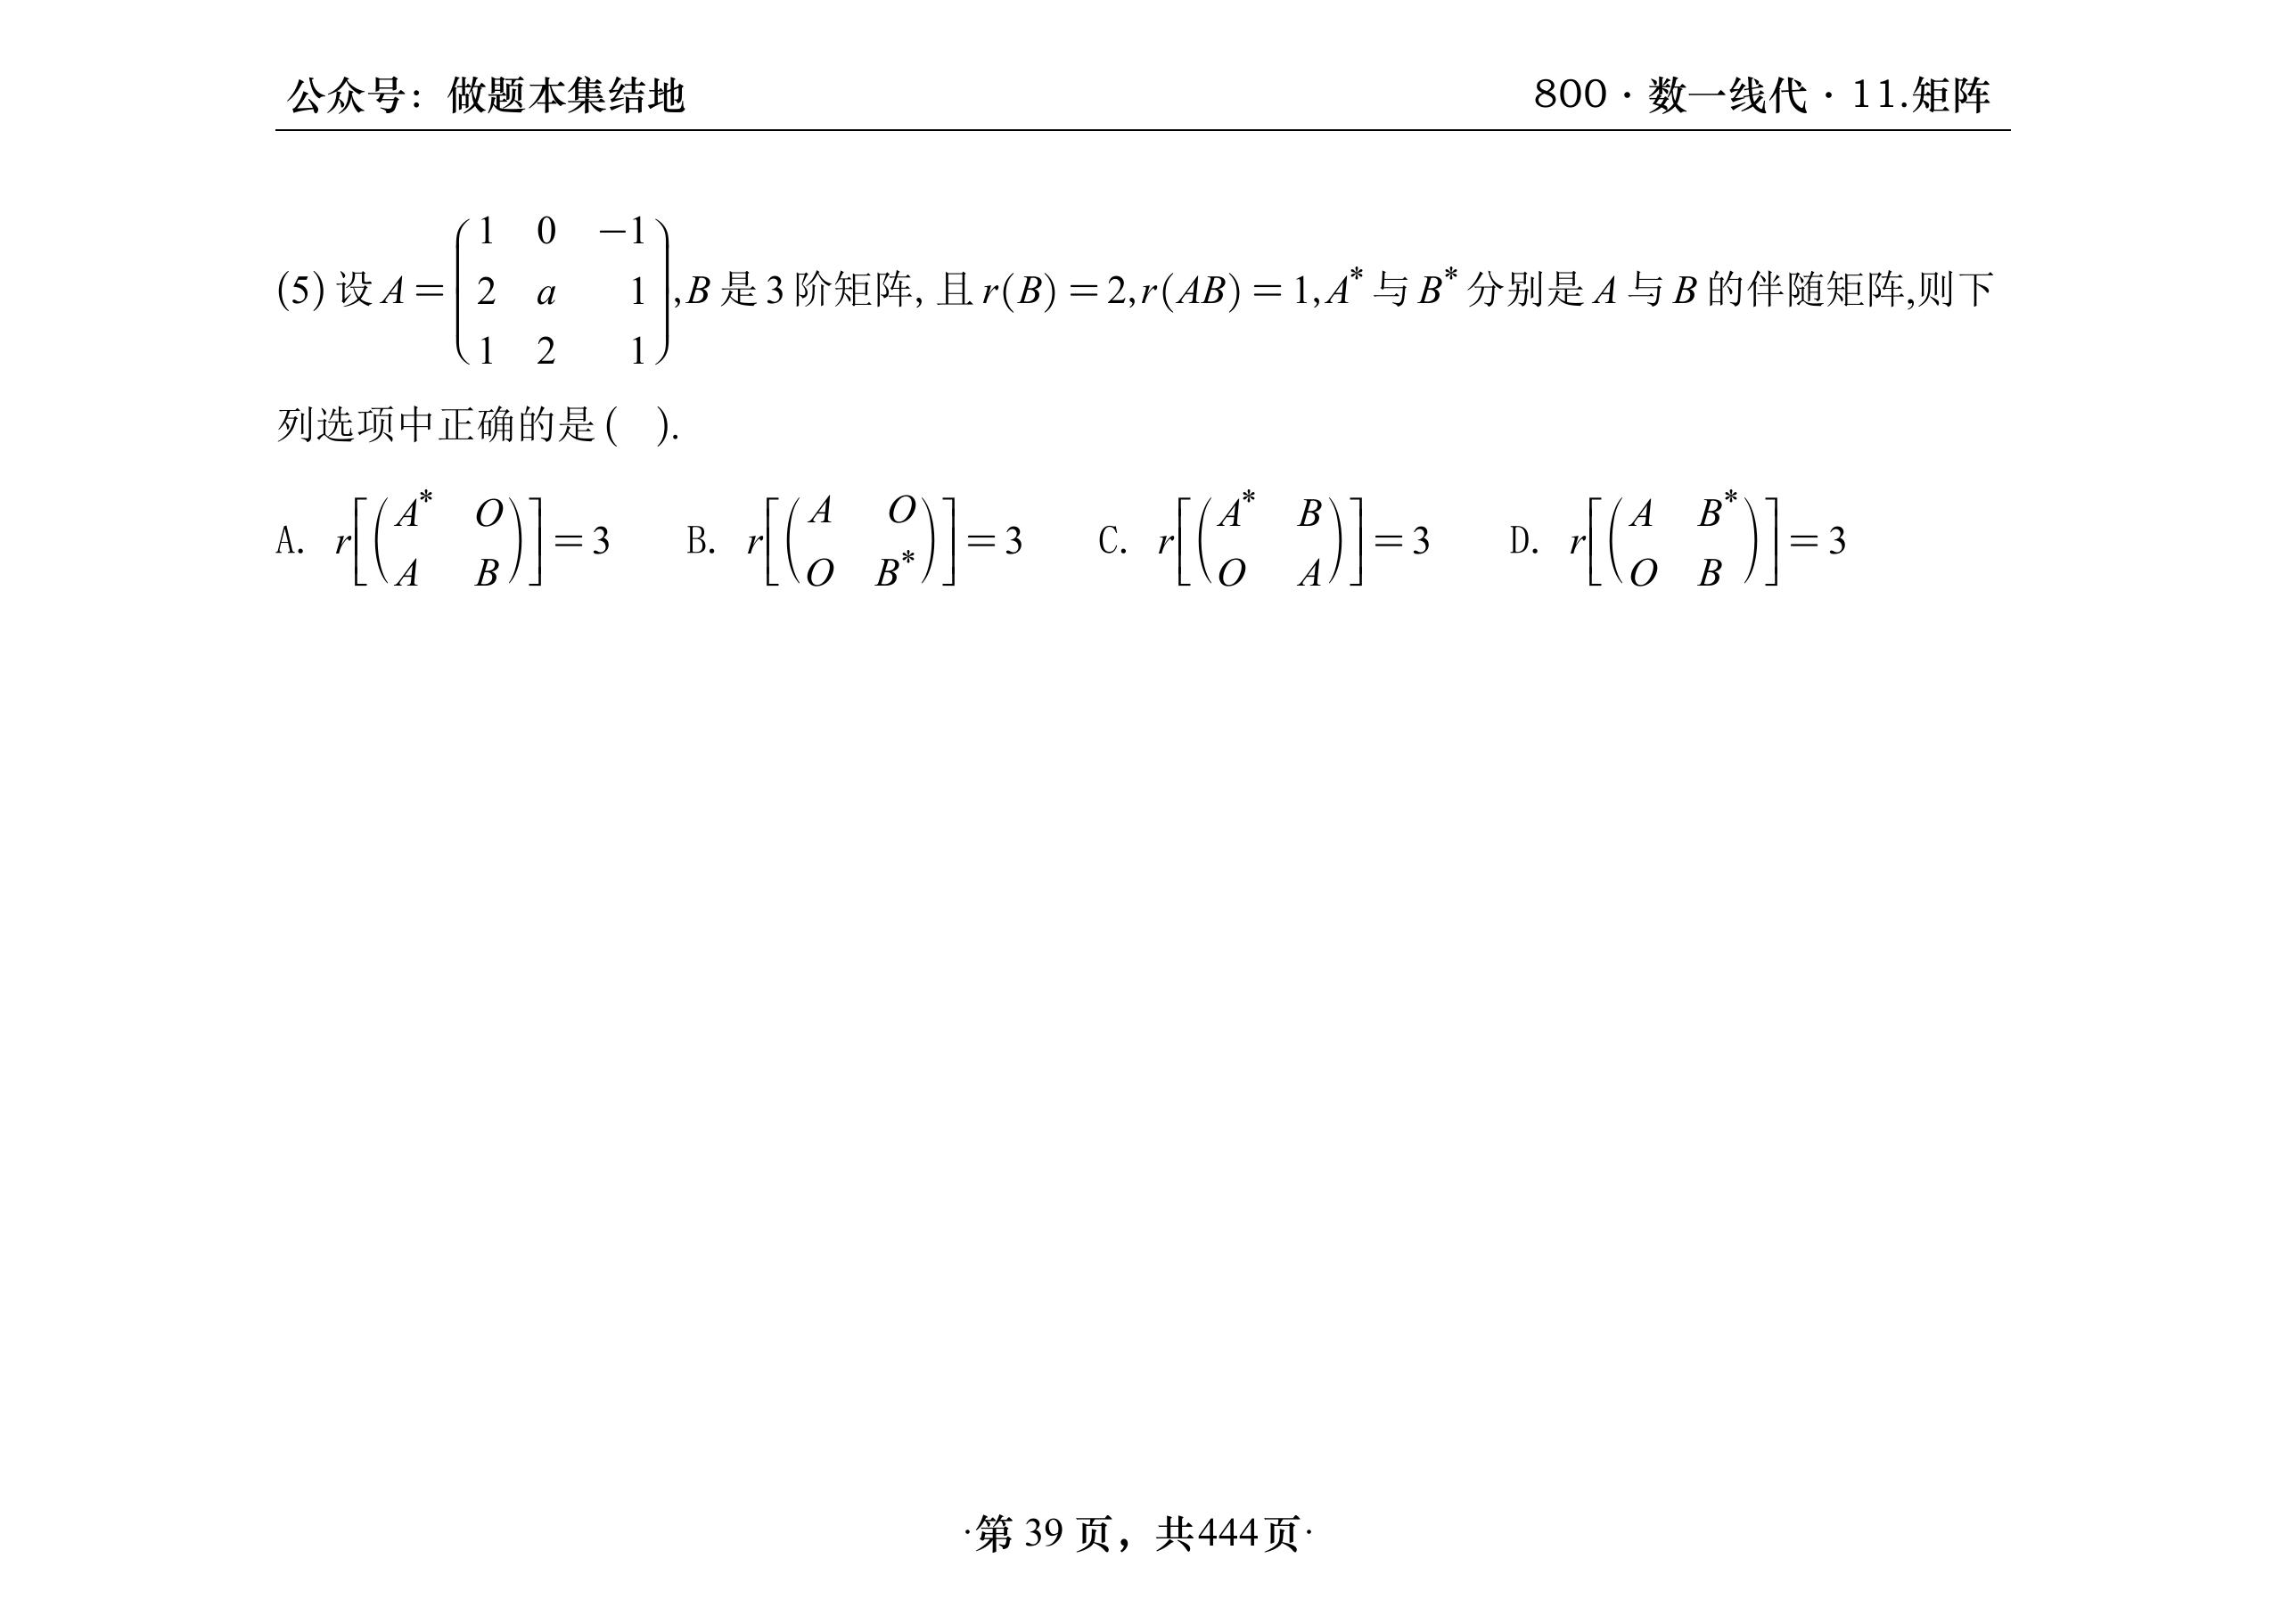 公众号：做题本集结地 800·数一线代·11.矩阵
(5) 设 A = \begin{pmatrix} 1 & 0 & -1 \\ 2 & a & 1 \\ 1 & 2 & 1 \end{pmatrix}, B 是 3 阶矩阵, 且 r(B) = 2, r(AB) = 1, A^* 与 B^* 分别是 A 与 B 的伴随矩阵,则下
列选项中正确的是 ( ).
A. r\left[\begin{pmatrix} A^* & O \\ A & B \end{pmatrix}\right] = 3 B. r\left[\begin{pmatrix} A & O \\ O & B^* \end{pmatrix}\right] = 3 C. r\left[\begin{pmatrix} A^* & B \\ O & A \end{pmatrix}\right] = 3 D. r\left[\begin{pmatrix} A & B^* \\ O & B \end{pmatrix}\right] = 3
·第 39 页，共444页·